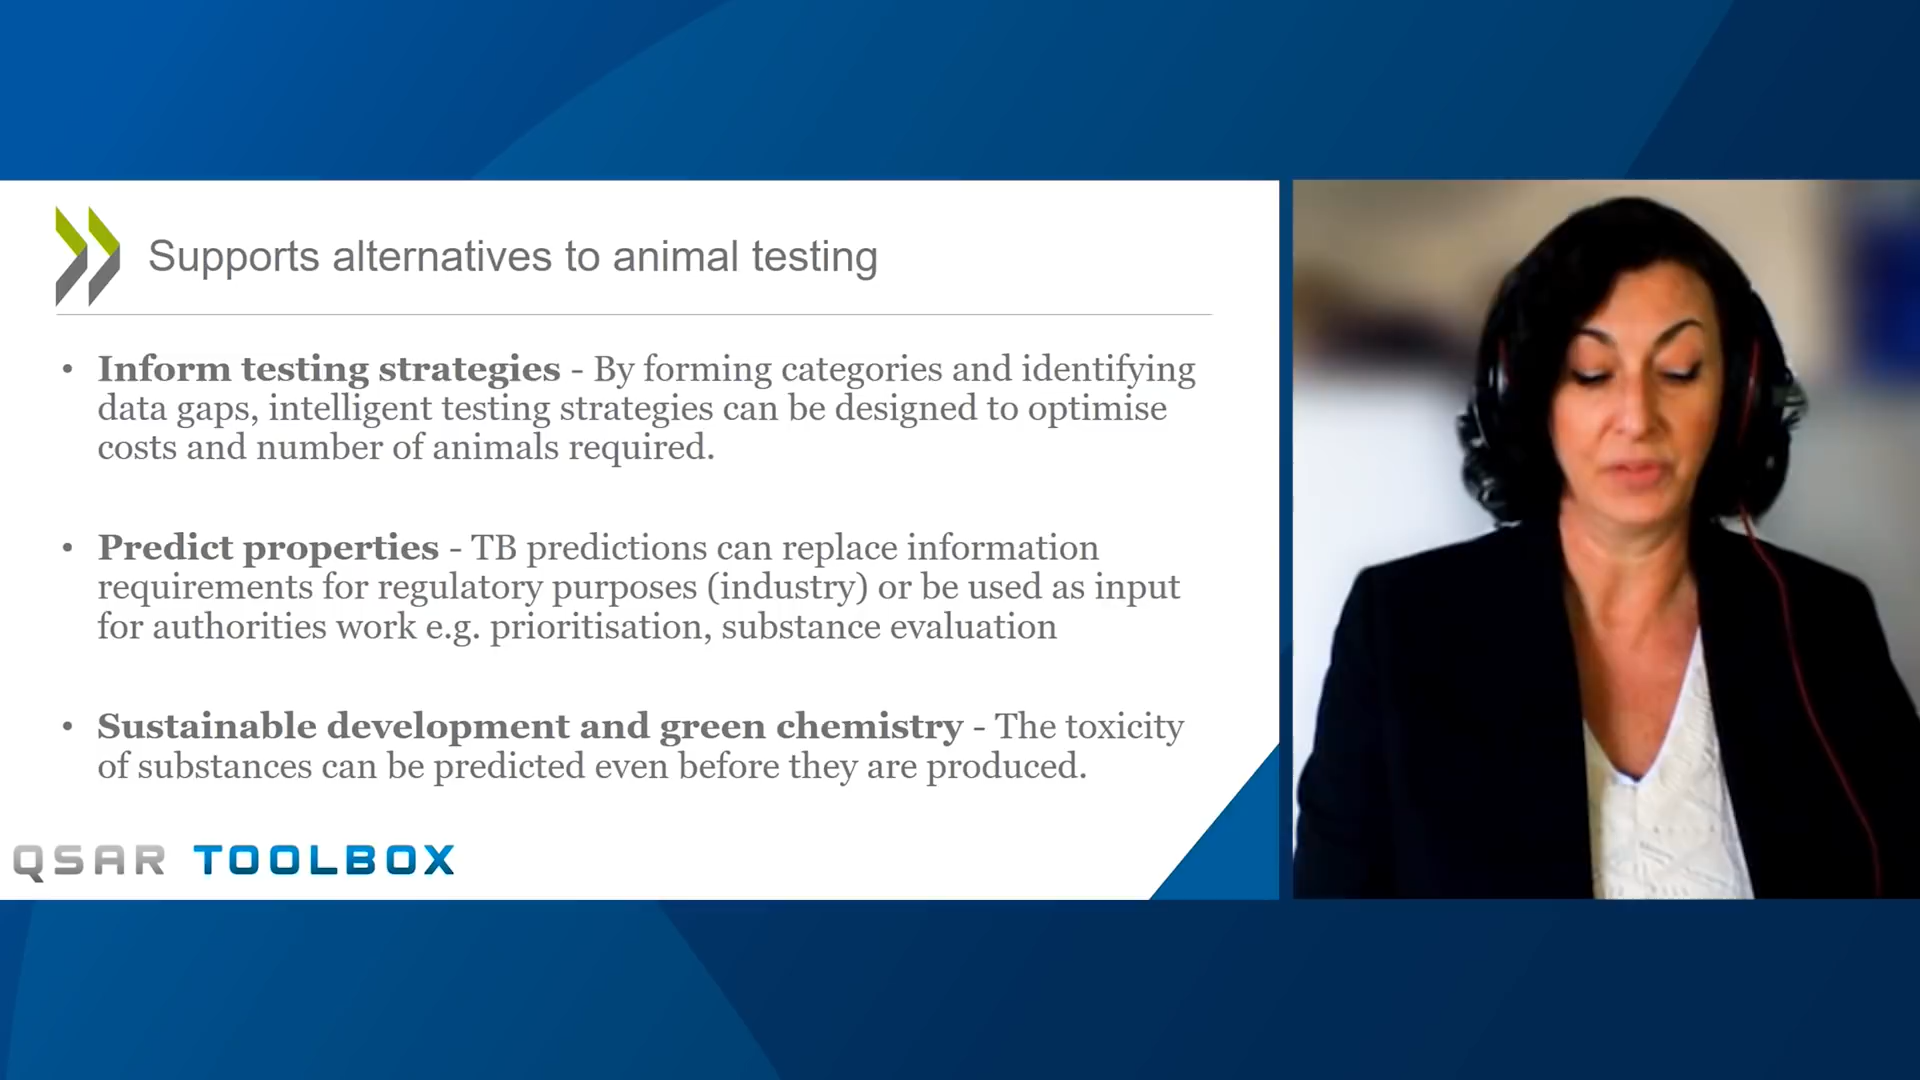 Supports alternatives to animal testing
• Inform testing strategies - By forming categories and identifying
data gaps, intelligent testing strategies can be designed to optimise
costs and number of animals required.
• Predict properties - TB predictions can replace information
requirements for regulatory purposes (industry) or be used as input
for authorities work e.g. prioritisation, substance evaluation
• Sustainable development and green chemistry - The toxicity
of substances can be predicted even before they are produced.
QSAR TOOLBOX